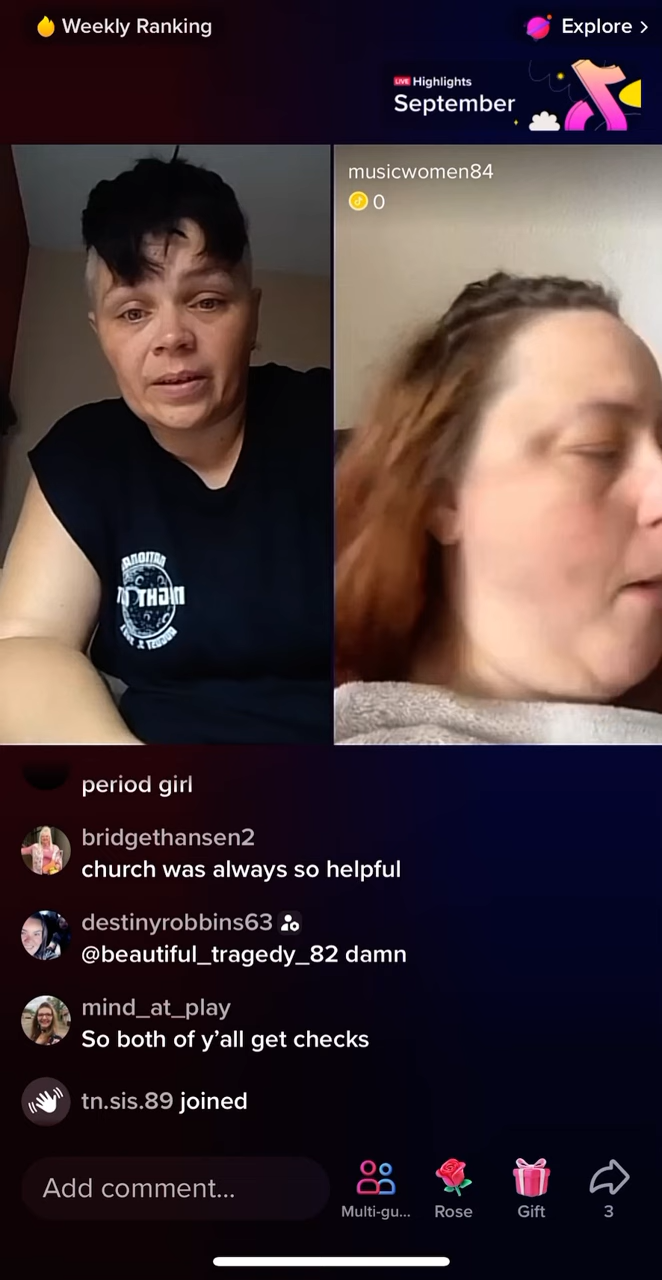 Weekly Ranking
Explore >
LIVE Highlights
September
musicwomen84
0
period girl
bridgethansen2
church was always so helpful
destinyrobbins63
@beautiful_tragedy_82 damn
mind_at_play
So both of y’all get checks
tn.sis.89 joined
Add comment...
Multi-gu...
Rose
Gift
3